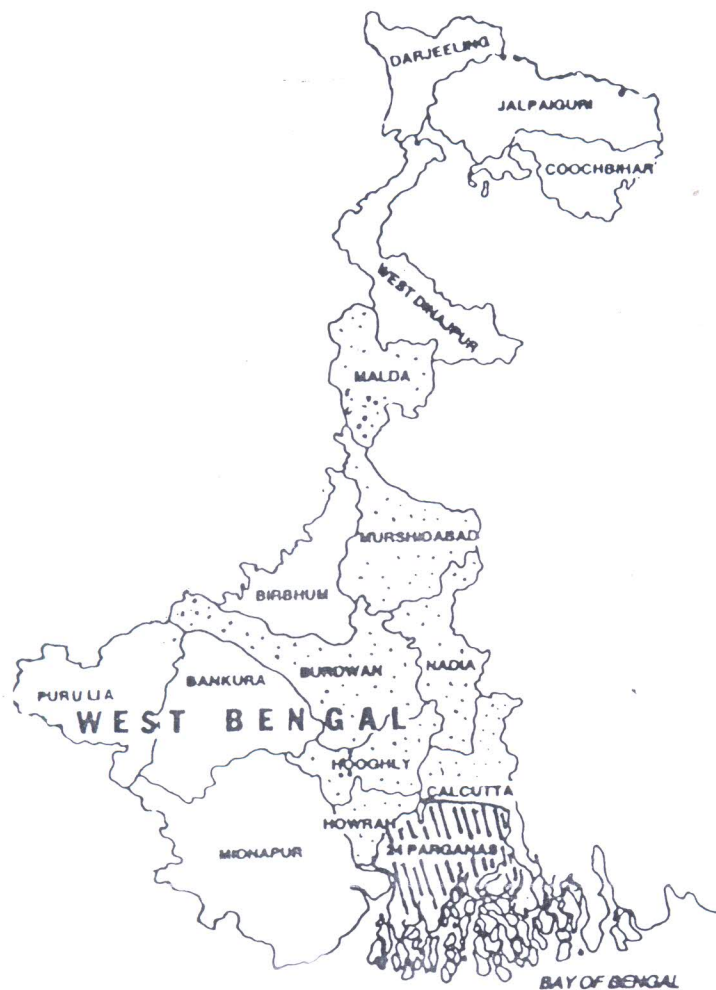 DARJEELING
JALPAIGURI
COOCHBIHAR
WEST DINAJPUR
MALDA
MURSHIDABAD
BIRBHUM
BURDWAN
NADIA
BANKURA
PURULIA
WEST BENGAL
HOOGHLY
CALCUTTA
HOWRAH
24 PARGANAS
MIDNAPUR
BAY OF BENGAL